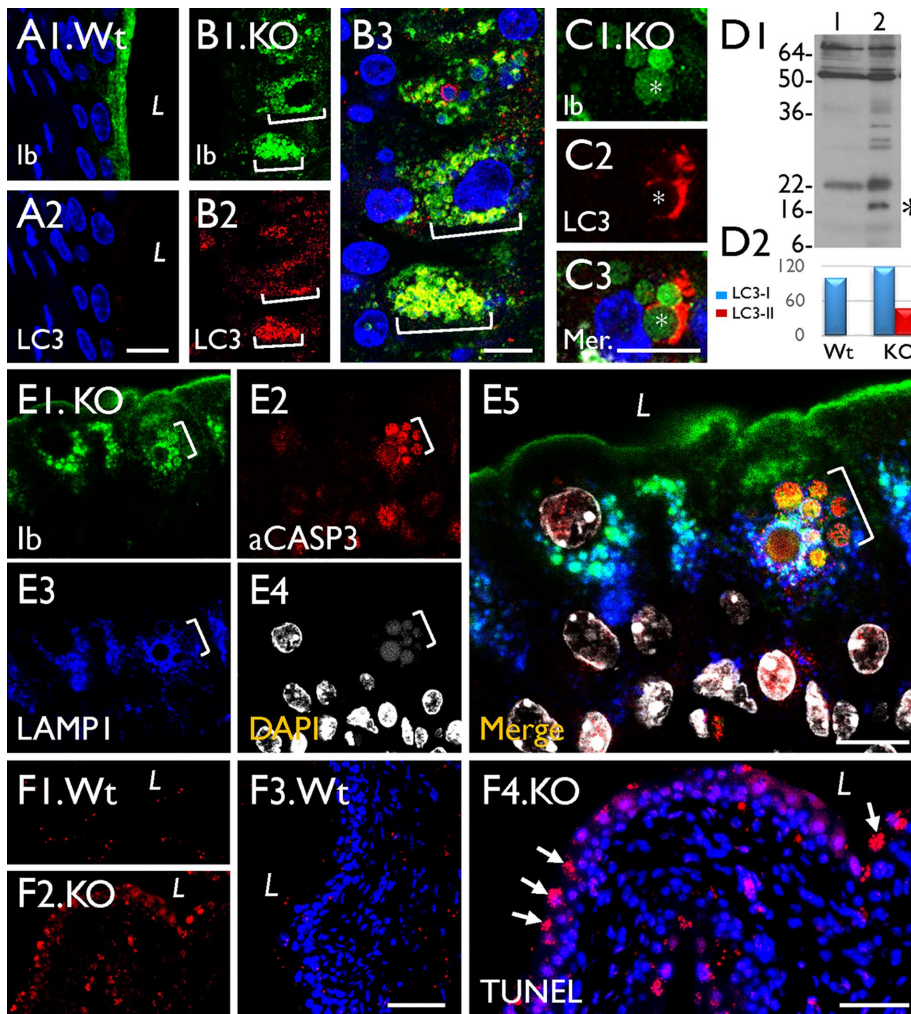 A1.Wt
L
Ib
A2
L
LC3
B1.KO
Ib
B2
LC3
B3
C1.KO
*
Ib
C2
*
LC3
C3
*
Mer.
D1
1 2
64-
50-
36-
22-
16-
*
6-
D2
120
60
0
LC3-I
LC3-II
Wt KO
E1. KO
Ib
E2
aCASP3
E3
LAMP1
E4
DAPI
E5
L
Merge
F1.Wt
L
F2.KO
L
F3.Wt
L
F4.KO
L
TUNEL